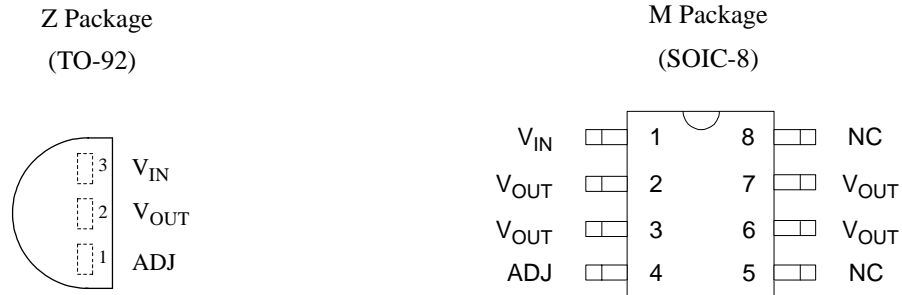 Z Package
(TO-92)
3 VIN
2 VOUT
1 ADJ
M Package
(SOIC-8)
VIN 1 8 NC
VOUT 2 7 VOUT
VOUT 3 6 VOUT
ADJ 4 5 NC